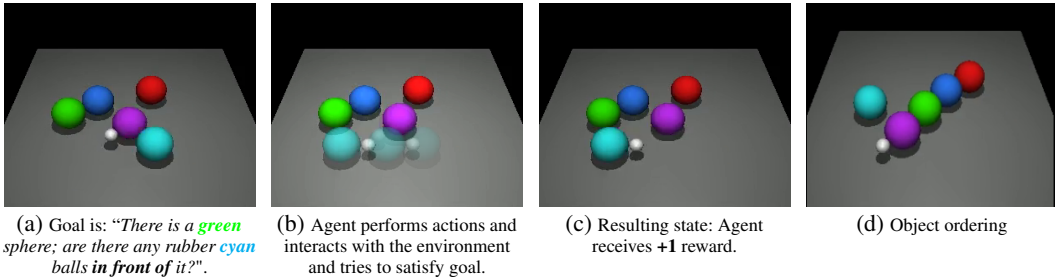 (a) Goal is: “There is a green
sphere; are there any rubber cyan
balls in front of it?".
(b) Agent performs actions and
interacts with the environment
and tries to satisfy goal.
(c) Resulting state: Agent
receives +1 reward.
(d) Object ordering